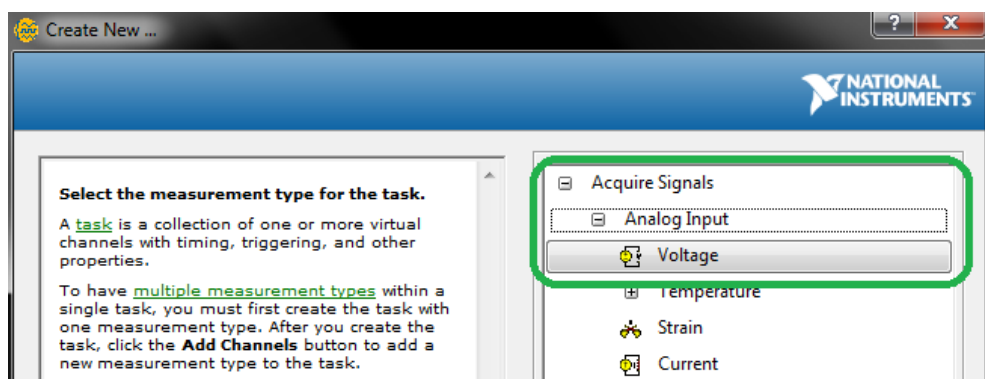 Create New ...
NATIONAL
INSTRUMENTS
Select the measurement type for the task.
A task is a collection of one or more virtual
channels with timing, triggering, and other
properties.
To have multiple measurement types within a
single task, you must first create the task with
one measurement type. After you create the
task, click the Add Channels button to add a
new measurement type to the task.
Acquire Signals
Analog Input
Voltage
Temperature
Strain
Current